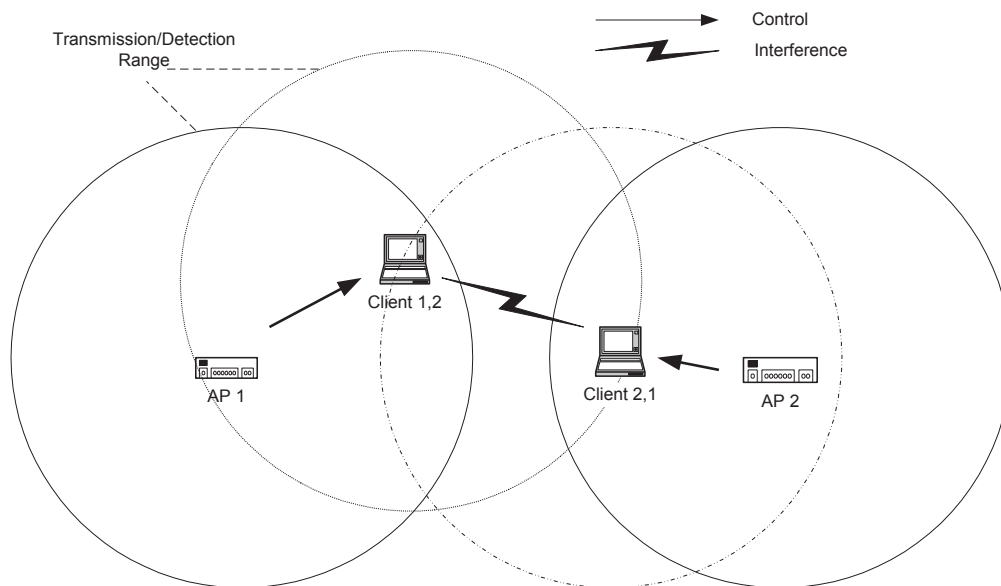 Control
Transmission/Detection
Range
Interference
Client 1,2
AP 1
Client 2,1
AP 2